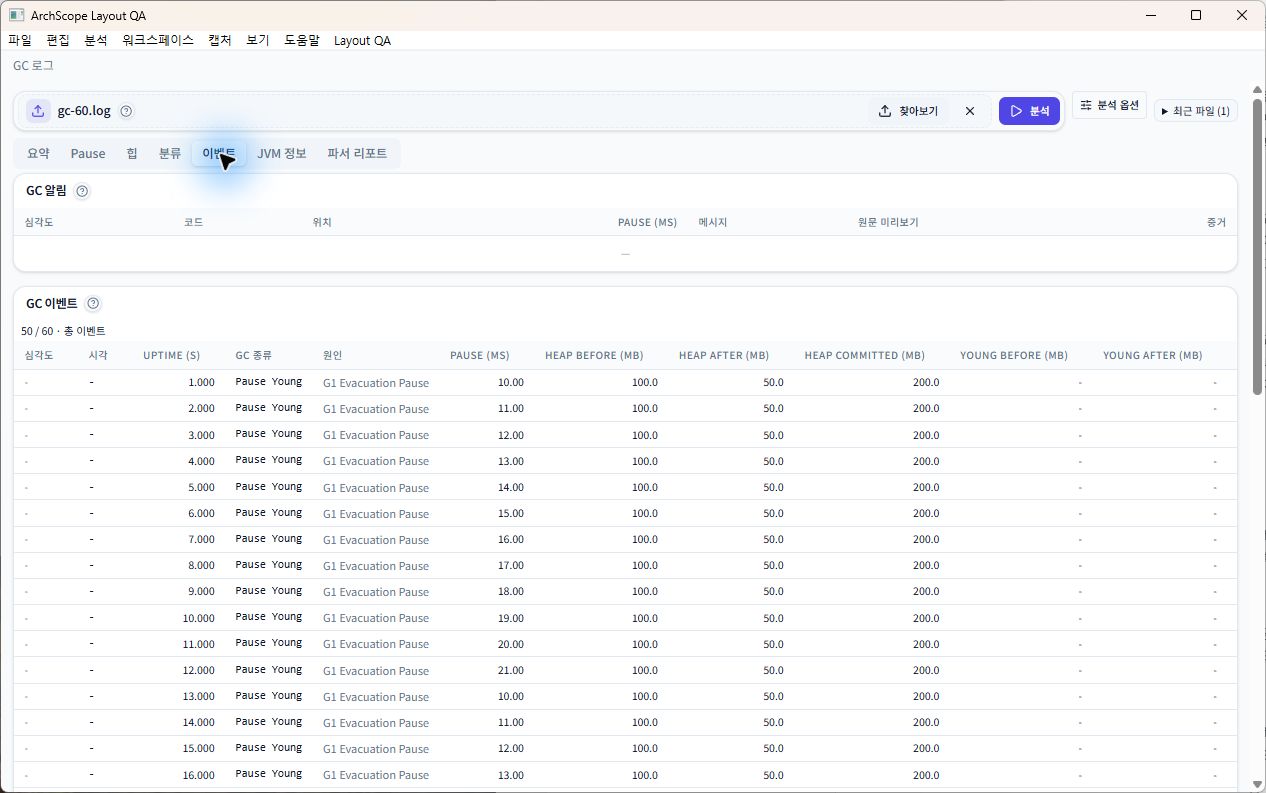 ArchScope Layout QA
파일 편집 분석 워크스페이스 캡처 보기 도움말 Layout QA
GC 로그
gc-60.log ? 찾아보기 분석 분석 옵션 ▶ 최근 파일 (1)
요약 Pause 힙 분류 이벤트 JVM 정보 파서 리포트
GC 알림 ?
심각도 코드 위치 PAUSE (MS) 메시지 원문 미리보기 증거
—
GC 이벤트 ?
50 / 60 · 총 이벤트
심각도 시각 UPTIME (S) GC 종류 원인 PAUSE (MS) HEAP BEFORE (MB) HEAP AFTER (MB) HEAP COMMITTED (MB) YOUNG BEFORE (MB) YOUNG AFTER (MB)
- - 1.000 Pause Young G1 Evacuation Pause 10.00 100.0 50.0 200.0 - -
- - 2.000 Pause Young G1 Evacuation Pause 11.00 100.0 50.0 200.0 - -
- - 3.000 Pause Young G1 Evacuation Pause 12.00 100.0 50.0 200.0 - -
- - 4.000 Pause Young G1 Evacuation Pause 13.00 100.0 50.0 200.0 - -
- - 5.000 Pause Young G1 Evacuation Pause 14.00 100.0 50.0 200.0 - -
- - 6.000 Pause Young G1 Evacuation Pause 15.00 100.0 50.0 200.0 - -
- - 7.000 Pause Young G1 Evacuation Pause 16.00 100.0 50.0 200.0 - -
- - 8.000 Pause Young G1 Evacuation Pause 17.00 100.0 50.0 200.0 - -
- - 9.000 Pause Young G1 Evacuation Pause 18.00 100.0 50.0 200.0 - -
- - 10.000 Pause Young G1 Evacuation Pause 19.00 100.0 50.0 200.0 - -
- - 11.000 Pause Young G1 Evacuation Pause 20.00 100.0 50.0 200.0 - -
- - 12.000 Pause Young G1 Evacuation Pause 21.00 100.0 50.0 200.0 - -
- - 13.000 Pause Young G1 Evacuation Pause 10.00 100.0 50.0 200.0 - -
- - 14.000 Pause Young G1 Evacuation Pause 11.00 100.0 50.0 200.0 - -
- - 15.000 Pause Young G1 Evacuation Pause 12.00 100.0 50.0 200.0 - -
- - 16.000 Pause Young G1 Evacuation Pause 13.00 100.0 50.0 200.0 - -